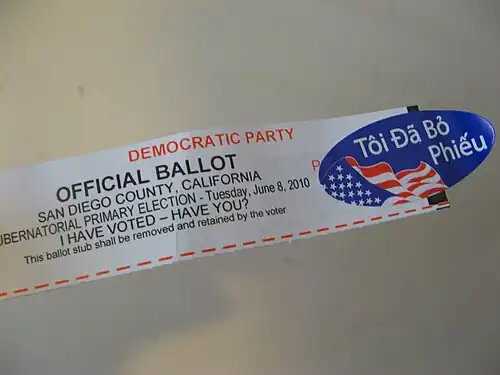 DEMOCRATIC PARTY
OFFICIAL BALLOT
SAN DIEGO COUNTY, CALIFORNIA
UBERNATORIAL PRIMARY ELECTION - Tuesday, June 8, 2010
I HAVE VOTED – HAVE YOU?
This ballot stub shall be removed and retained by the voter
P
Tôi Đã Bỏ
Phiếu